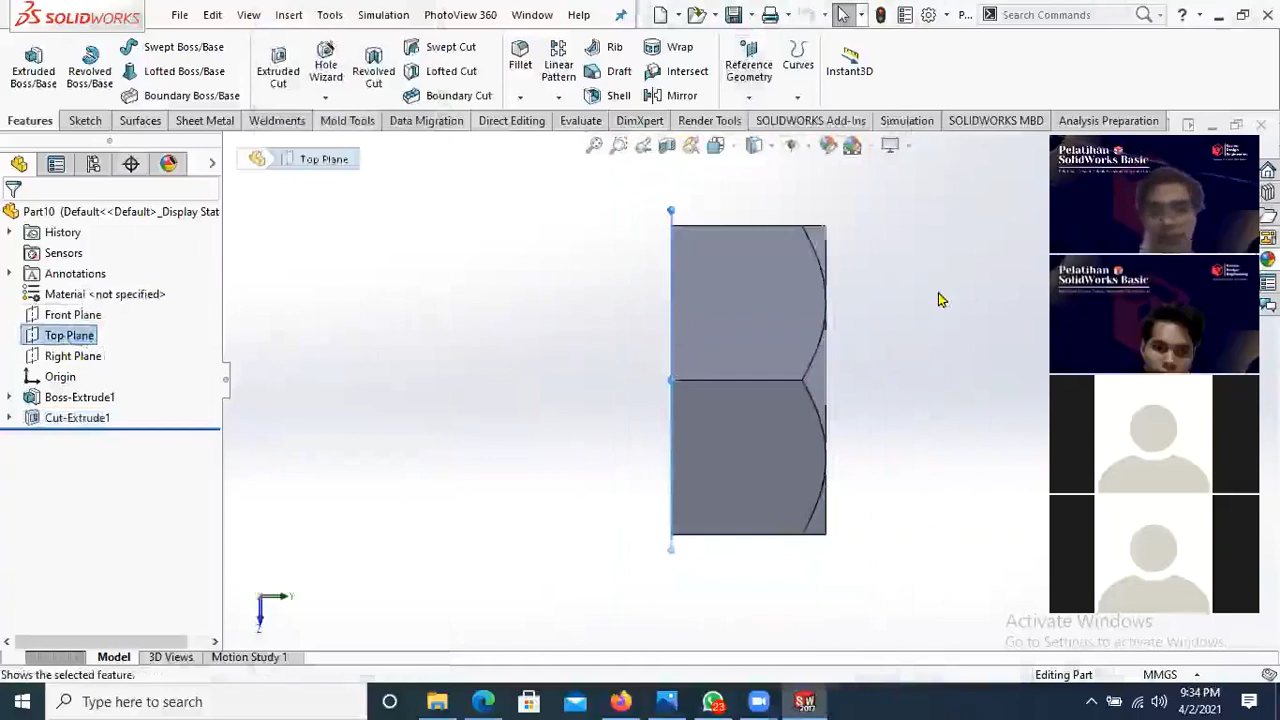 SOLIDWORKS File Edit View Insert Tools Simulation PhotoView 360 Window Help P... Search Commands
Extruded Boss/Base
Revolved Boss/Base
Swept Boss/Base
Lofted Boss/Base
Boundary Boss/Base
Extruded Cut
Hole Wizard
Revolved Cut
Swept Cut
Lofted Cut
Boundary Cut
Fillet
Linear Pattern
Rib
Draft
Shell
Wrap
Intersect
Mirror
Reference Geometry
Curves
Instant3D
Features Sketch Surfaces Sheet Metal Weldments Mold Tools Data Migration Direct Editing Evaluate DimXpert Render Tools SOLIDWORKS Add-Ins Simulation SOLIDWORKS MBD Analysis Preparation
Top Plane
Part10 (Default<<Default>_Display Stat
History
Sensors
Annotations
Material <not specified>
Front Plane
Top Plane
Right Plane
Origin
Boss-Extrude1
Cut-Extrude1
Pelatihan
SolidWorks Basic
Pelatihan
SolidWorks Basic
Y
Z
Activate Windows
Go to Settings to activate Windows.
Model 3D Views Motion Study 1
Shows the selected feature.
Editing Part MMGS
Type here to search
23
SW
2017
9:34 PM
4/2/2021